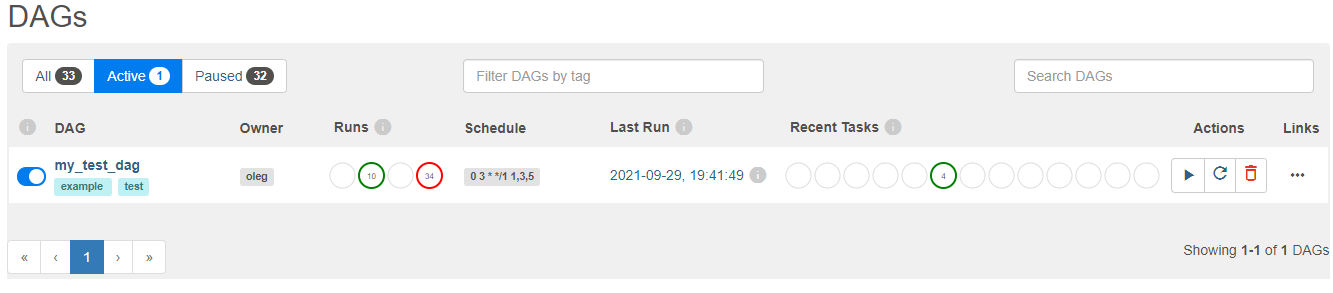 DAGs
All 33 Active 1 Paused 32 Filter DAGs by tag Search DAGs
i DAG Owner Runs i Schedule Last Run i Recent Tasks i Actions Links
my_test_dag oleg 10 34 0 3 * */1 1,3,5 2021-09-29, 19:41:49 i 4 ...
example test
« ‹ 1 › » Showing 1-1 of 1 DAGs